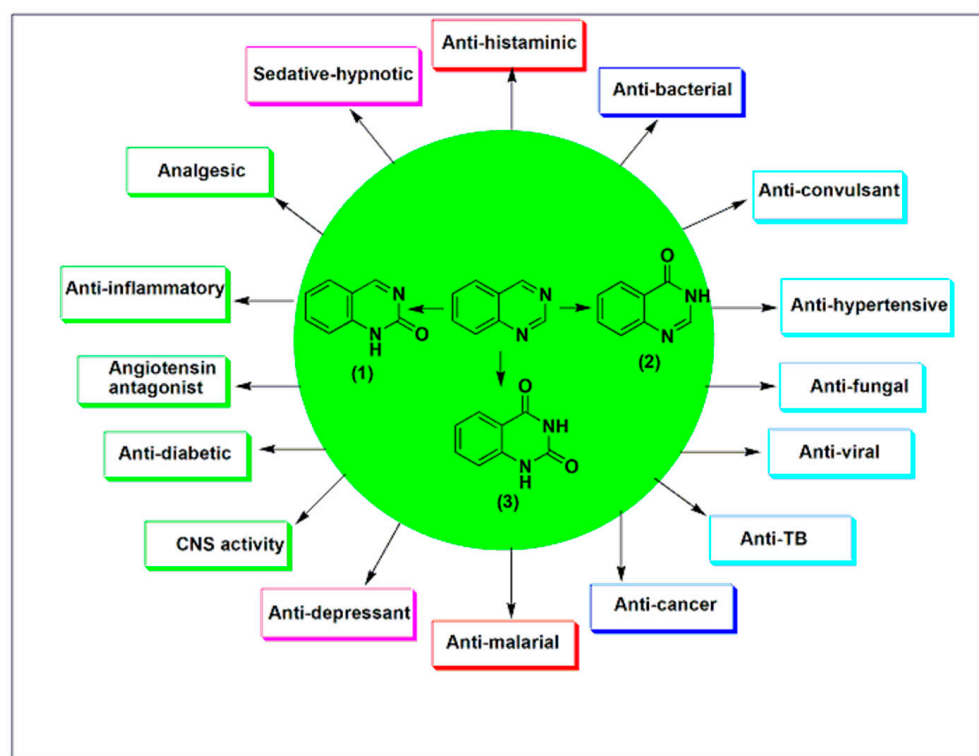 Anti-histaminic
Sedative-hypnotic
Anti-bacterial
Analgesic
Anti-convulsant
Anti-inflammatory
Anti-hypertensive
Angiotensin
antagonist
Anti-fungal
Anti-diabetic
Anti-viral
CNS activity
Anti-TB
Anti-depressant
Anti-cancer
Anti-malarial
N
N
H
O
(1)
N
N
O
NH
N
(2)
O
NH
N
H
O
(3)